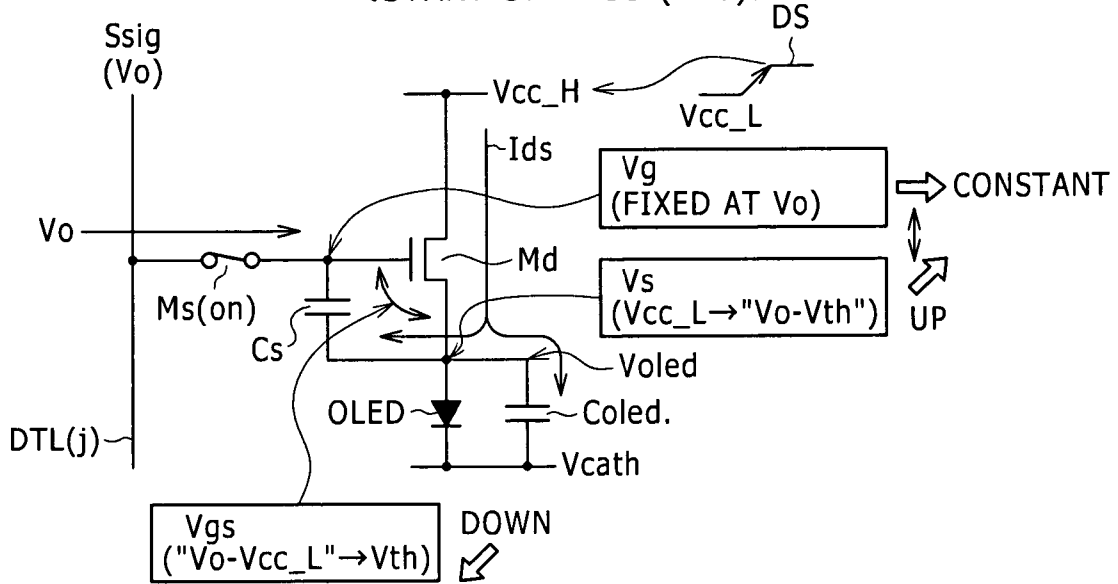 Ssig
(Vo)
DS
Vcc_H
Vcc_L
Ids
Vg
(FIXED AT Vo)
CONSTANT
Vo
Md
Ms(on)
Vs
(Vcc_L→"Vo-Vth")
UP
Cs
Voled
OLED
Coled.
DTL(j)
Vcath
Vgs
("Vo-Vcc_L"→Vth)
DOWN